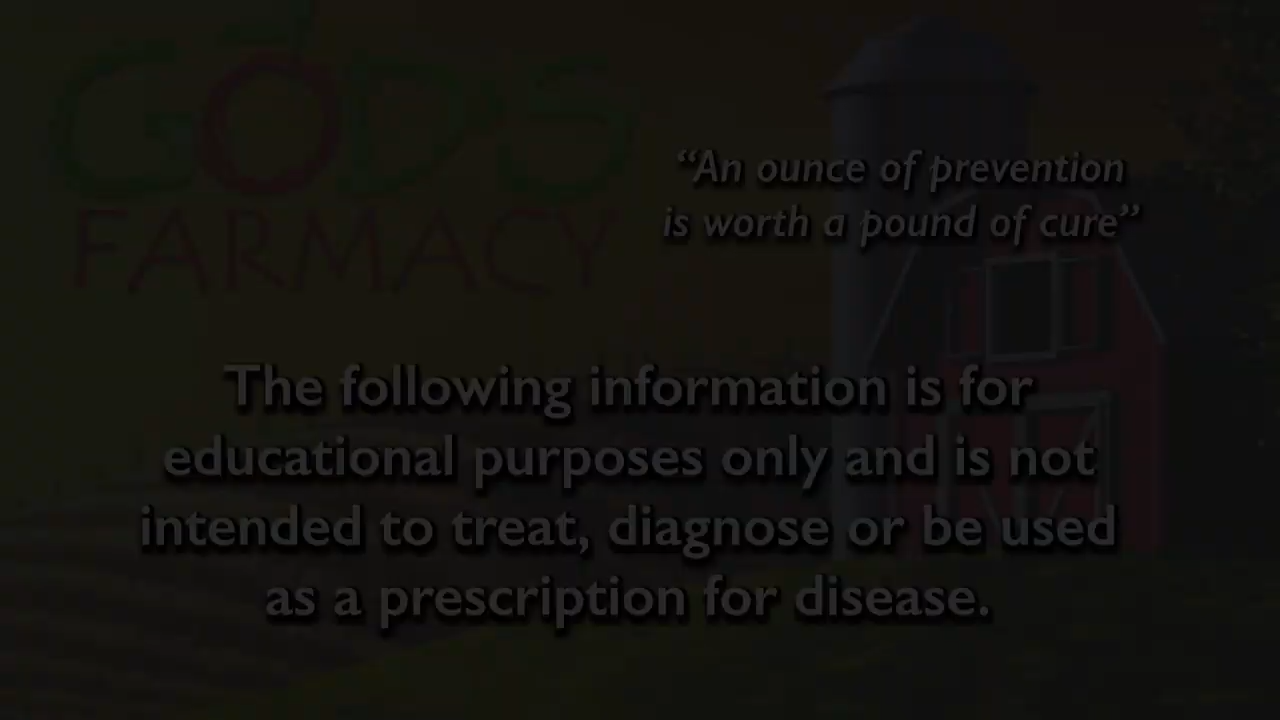 GOD'S
FARMACY
“An ounce of prevention
is worth a pound of cure”
The following information is for
educational purposes only and is not
intended to treat, diagnose or be used
as a prescription for disease.